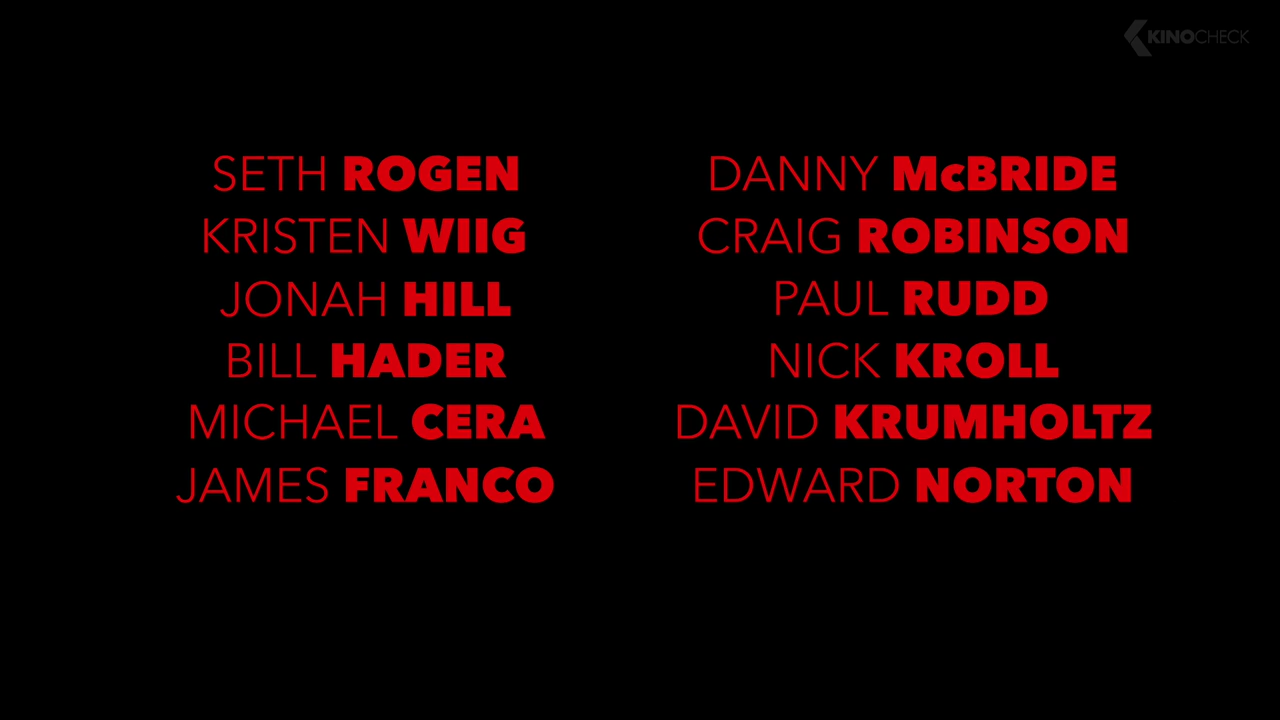 KINOCHECK
SETH ROGEN
KRISTEN WIIG
JONAH HILL
BILL HADER
MICHAEL CERA
JAMES FRANCO
DANNY McBRIDE
CRAIG ROBINSON
PAUL RUDD
NICK KROLL
DAVID KRUMHOLTZ
EDWARD NORTON